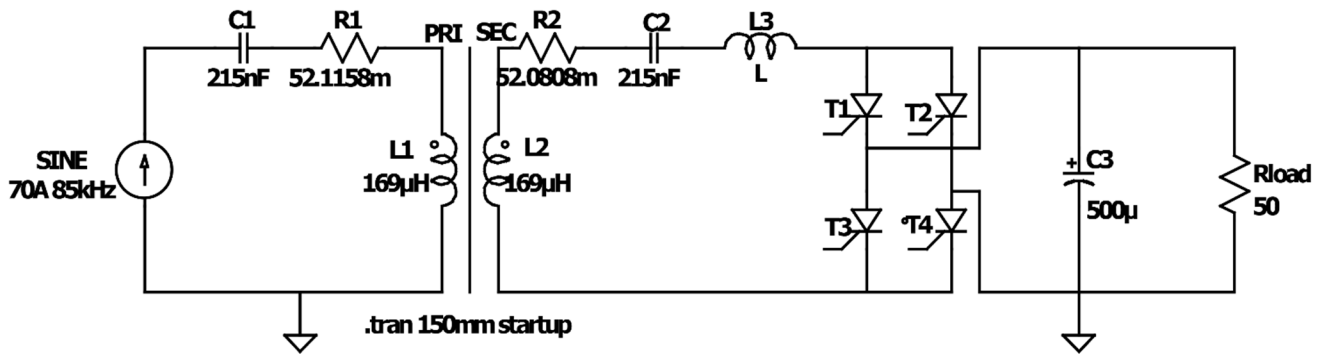 C1
215nF
R1
52.1158m
PRI
SEC
R2
52.0808m
C2
215nF
L3
L
SINE
70A 85kHz
L1
169µH
L2
169µH
T1
T2
T3
T4
C3
500µ
Rload
50
.tran 150mm startup